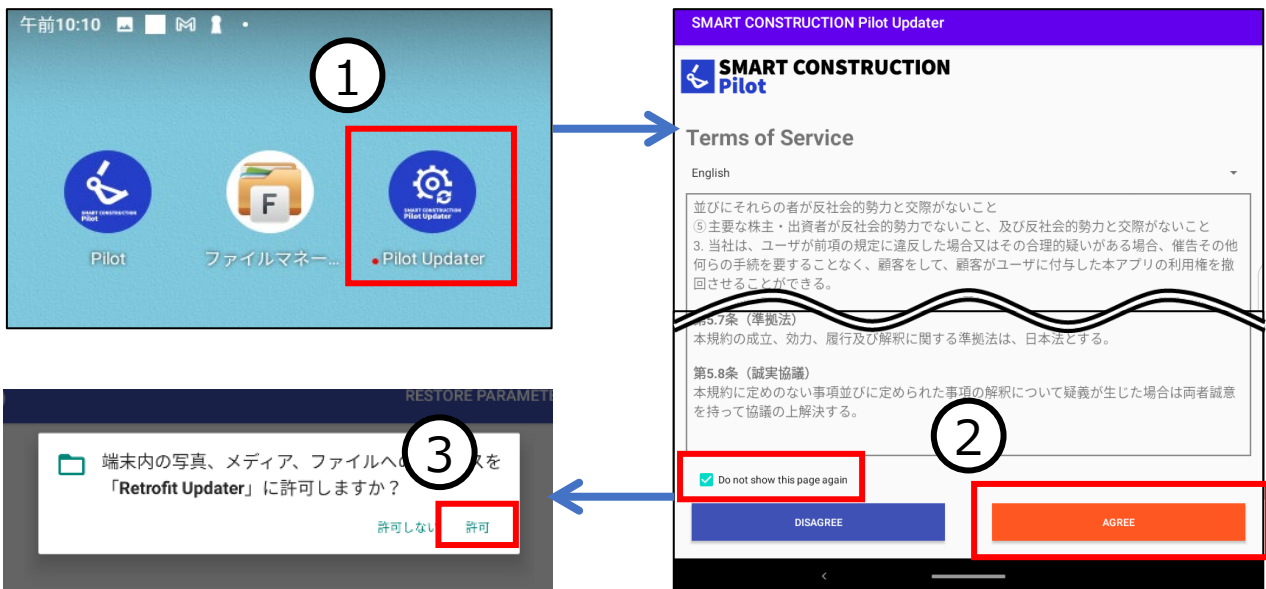 午前10:10
1
SMART CONSTRUCTION
Pilot
Pilot
F
ファイルマネー...
SMART CONSTRUCTION
Pilot Updater
Pilot Updater
SMART CONSTRUCTION Pilot Updater
SMART CONSTRUCTION
Pilot
Terms of Service
English
並びにそれらの者が反社会的勢力と交際がないこと
⑤主要な株主・出資者が反社会的勢力でないこと、及び反社会的勢力と交際がないこと
3. 当社は、ユーザが前項の規定に違反した場合又はその合理的疑いがある場合、催告その他
何らの手続を要することなく、顧客をして、顧客がユーザに付与した本アプリの利用権を撤
回させることができる。
第5.7条（準拠法）
本規約の成立、効力、履行及び解釈に関する準拠法は、日本法とする。
第5.8条（誠実協議）
本規約に定めのない事項並びに定められた事項の解釈について疑義が生じた場合は両者誠意
を持って協議の上解決する。
2
Do not show this page again
DISAGREE
AGREE
RESTORE PARAMETE
3
端末内の写真、メディア、ファイルへの スを
「Retrofit Updater」に許可しますか？
許可しない
許可